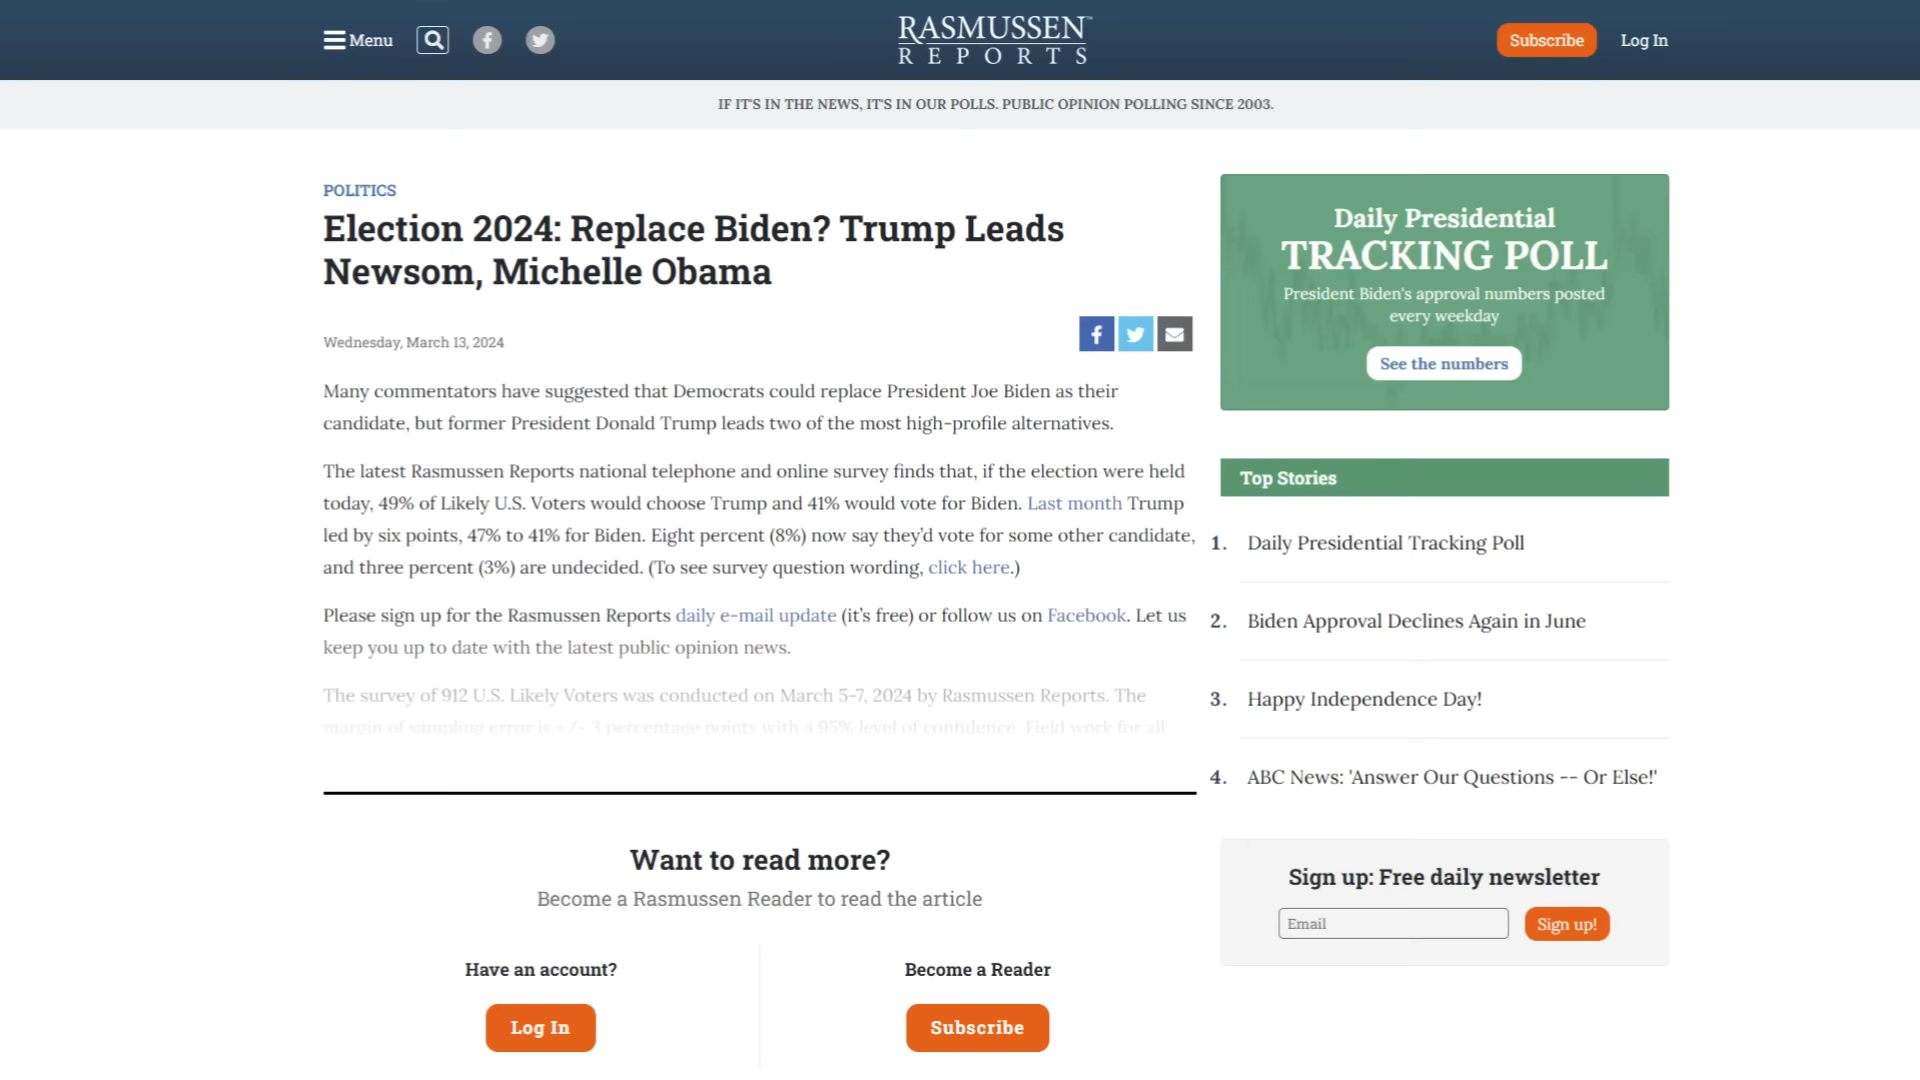 Menu
RASMUSSEN™
REPORTS
Subscribe
Log In
IF IT'S IN THE NEWS, IT'S IN OUR POLLS. PUBLIC OPINION POLLING SINCE 2003.
POLITICS
Election 2024: Replace Biden? Trump Leads
Newsom, Michelle Obama
Wednesday, March 13, 2024
Many commentators have suggested that Democrats could replace President Joe Biden as their
candidate, but former President Donald Trump leads two of the most high-profile alternatives.
The latest Rasmussen Reports national telephone and online survey finds that, if the election were held
today, 49% of Likely U.S. Voters would choose Trump and 41% would vote for Biden. Last month Trump
led by six points, 47% to 41% for Biden. Eight percent (8%) now say they’d vote for some other candidate,
and three percent (3%) are undecided. (To see survey question wording, click here.)
Please sign up for the Rasmussen Reports daily e-mail update (it’s free) or follow us on Facebook. Let us
keep you up to date with the latest public opinion news.
The survey of 912 U.S. Likely Voters was conducted on March 5-7, 2024 by Rasmussen Reports. The
margin of sampling error is +/- 3 percentage points with a 95% level of confidence. Field work for all
Want to read more?
Become a Rasmussen Reader to read the article
Have an account?
Log In
Become a Reader
Subscribe
Daily Presidential
TRACKING POLL
President Biden's approval numbers posted
every weekday
See the numbers
Top Stories
1. Daily Presidential Tracking Poll
2. Biden Approval Declines Again in June
3. Happy Independence Day!
4. ABC News: 'Answer Our Questions -- Or Else!'
Sign up: Free daily newsletter
Email
Sign up!